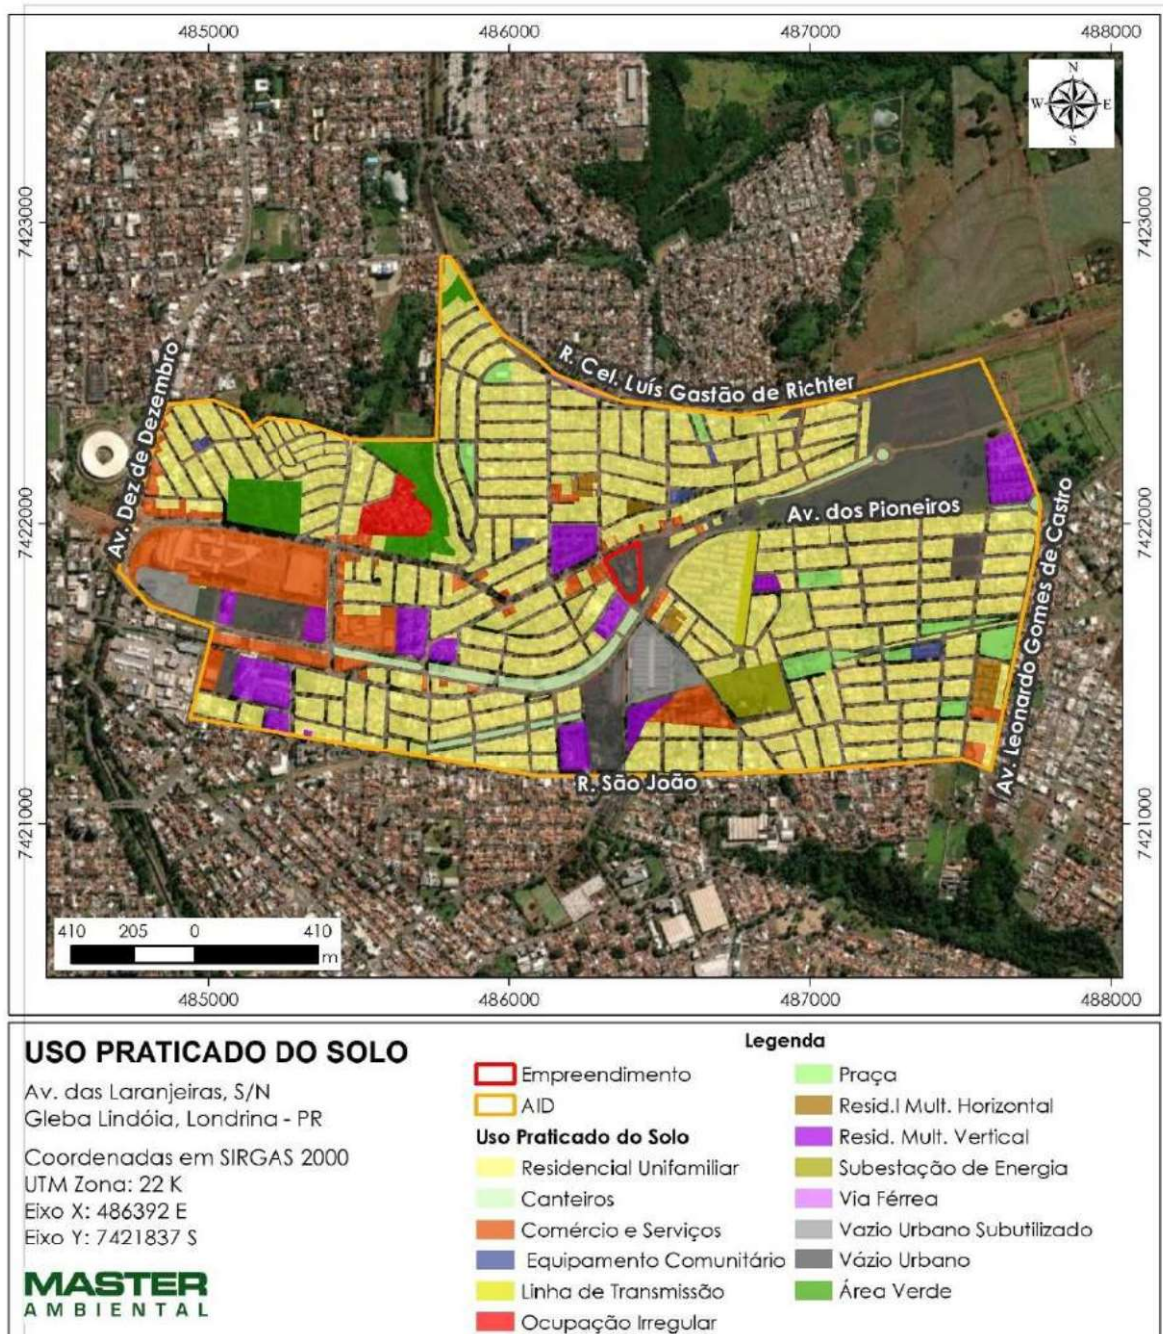 485000 486000 487000 488000
N
W E
S
7423000 7423000
Av. Dez de Dezembro
R. Cel. Luís Gastão de Richter
7422000 7422000
Av. dos Pioneiros
Av. Leonardo Gomes de Castro
R. São João
7421000 7421000
410 205 0 410
m
485000 486000 487000 488000
USO PRATICADO DO SOLO
Av. das Laranjeiras, S/N
Gleba Lindóia, Londrina - PR
Coordenadas em SIRGAS 2000
UTM Zona: 22 K
Eixo X: 486392 E
Eixo Y: 7421837 S
MASTER
AMBIENTAL
Legenda
Empreendimento
AID
Uso Praticado do Solo
Residencial Unifamiliar
Canteiros
Comércio e Serviços
Equipamento Comunitário
Linha de Transmissão
Ocupação Irregular
Praça
Resid.l Mult. Horizontal
Resid. Mult. Vertical
Subestação de Energia
Via Férrea
Vazio Urbano Subutilizado
Vázio Urbano
Área Verde